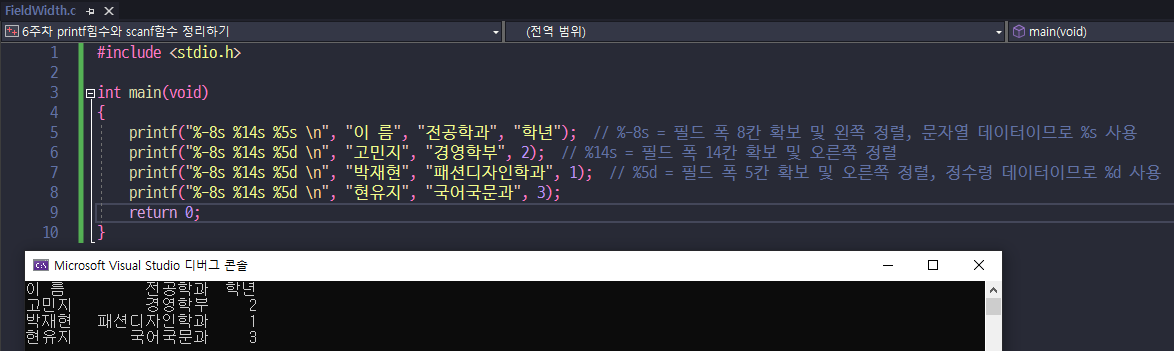 FieldWidth.c
6주차 printf힘수와 scanf함수 정리하기 (전역 범위) main(void)
1 #include <stdio.h>
2
3 int main(void)
4 {
5 printf("%-8s %14s %5s \n", "이 름", "전공학과", "학년"); // %-8s = 필드 폭 8칸 확보 및 왼쪽 정렬, 문자열 데이터이므로 %s 사용
6 printf("%-8s %14s %5d \n", "고민지", "경영학부", 2); // %14s = 필드 폭 14칸 확보 및 오른쪽 정렬
7 printf("%-8s %14s %5d \n", "박재현", "패션디자인학과", 1); // %5d = 필드 폭 5칸 확보 및 오른쪽 정렬, 정수령 데이터이므로 %d 사용
8 printf("%-8s %14s %5d \n", "현유지", "국어국문과", 3);
9 return 0;
10 }
Microsoft Visual Studio 디버그 콘솔
이 름 전공학과 학년
고민지 경영학부 2
박재현 패션디자인학과 1
현유지 국어국문과 3